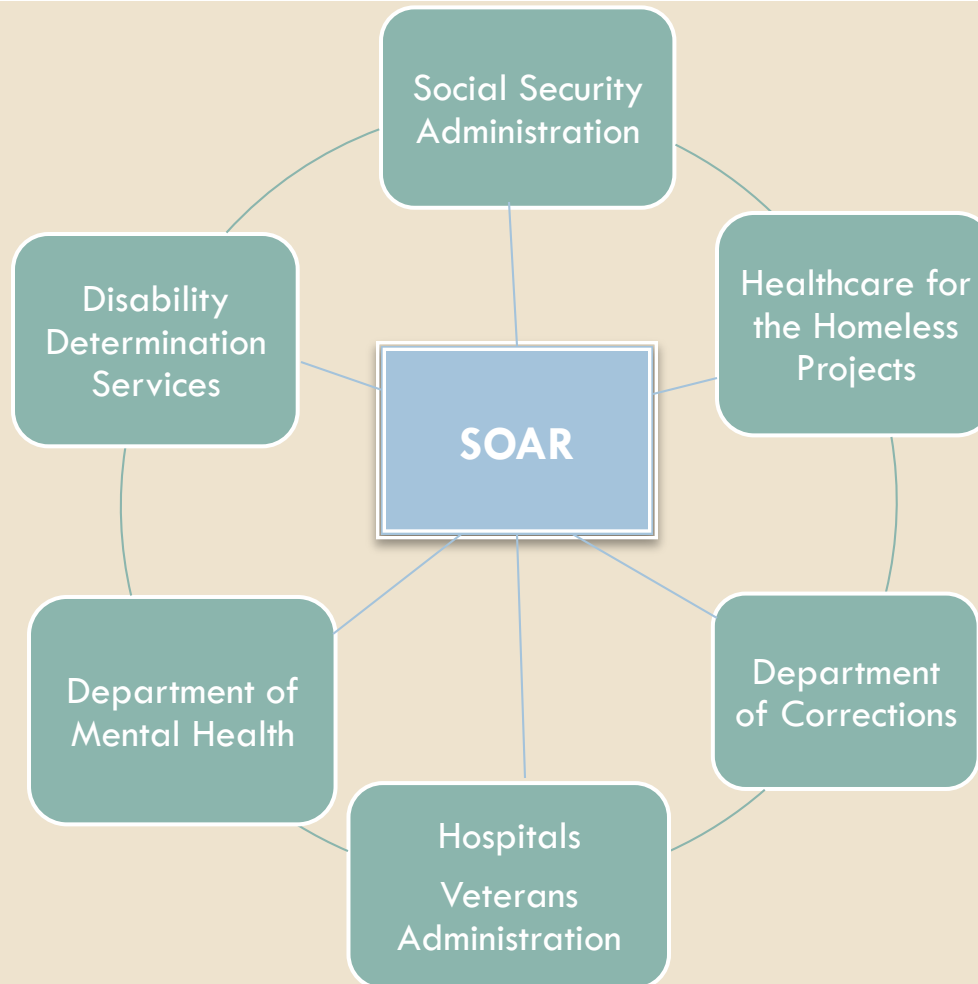 Social Security
Administration
Disability
Determination
Services
Healthcare for
the Homeless
Projects
SOAR
Department of
Mental Health
Department
of Corrections
Hospitals
Veterans
Administration